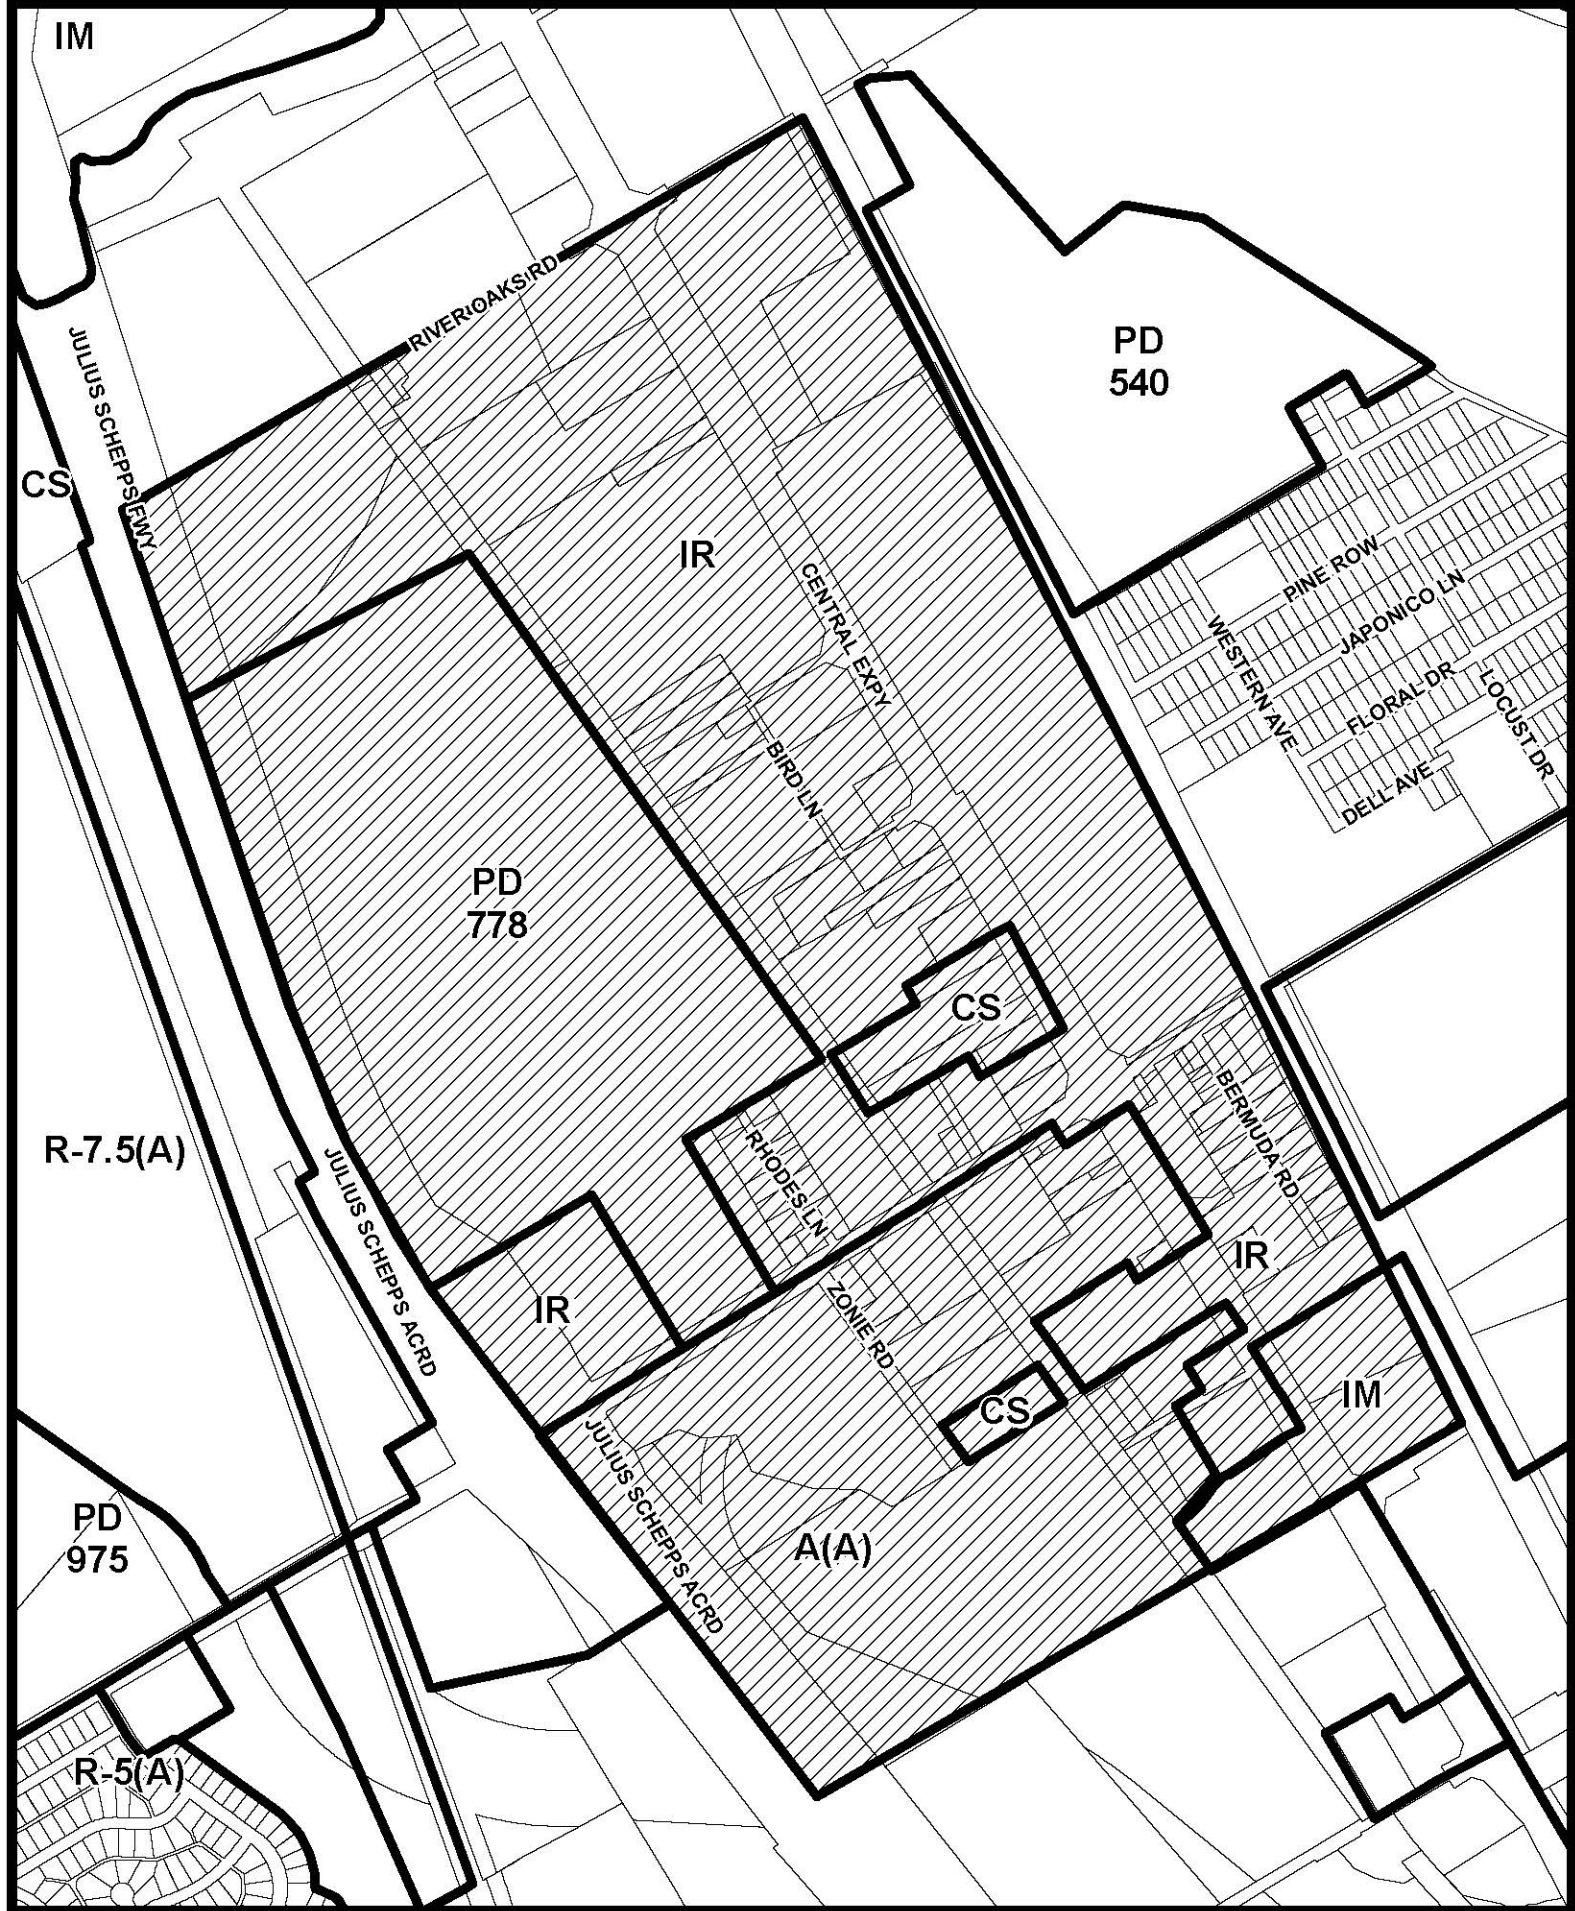 IM
RIVER OAKS RD
JULIUS SCHEPPS FWY
PD
540
CS
IR
CENTRAL EXPY
PINE ROW
JAPONICO LN
WESTERN AVE
FLORAL DR
LOCUST DR
DELL AVE
BIRD LN
PD
778
CS
BERMUDA RD
R-7.5(A)
JULIUS SCHEPPS ACRD
RHODES LN
IR
IR
ZONIE RD
IM
CS
JULIUS SCHEPPS ACRD
PD
975
A(A)
R-5(A)